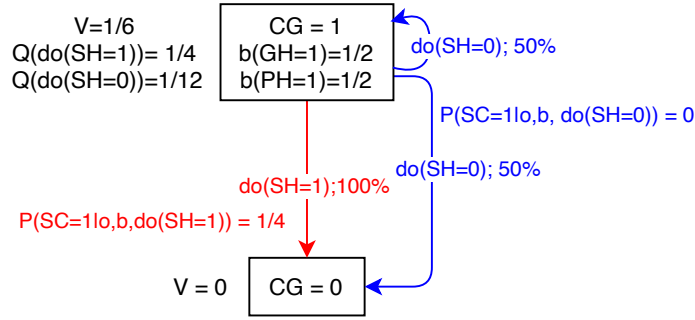 V=1/6
Q(do(SH=1))= 1/4
Q(do(SH=0))=1/12
CG = 1
b(GH=1)=1/2
b(PH=1)=1/2
do(SH=0); 50%
P(SC=1lo,b, do(SH=0)) = 0
do(SH=0); 50%
do(SH=1);100%
P(SC=1lo,b,do(SH=1)) = 1/4
V = 0
CG = 0